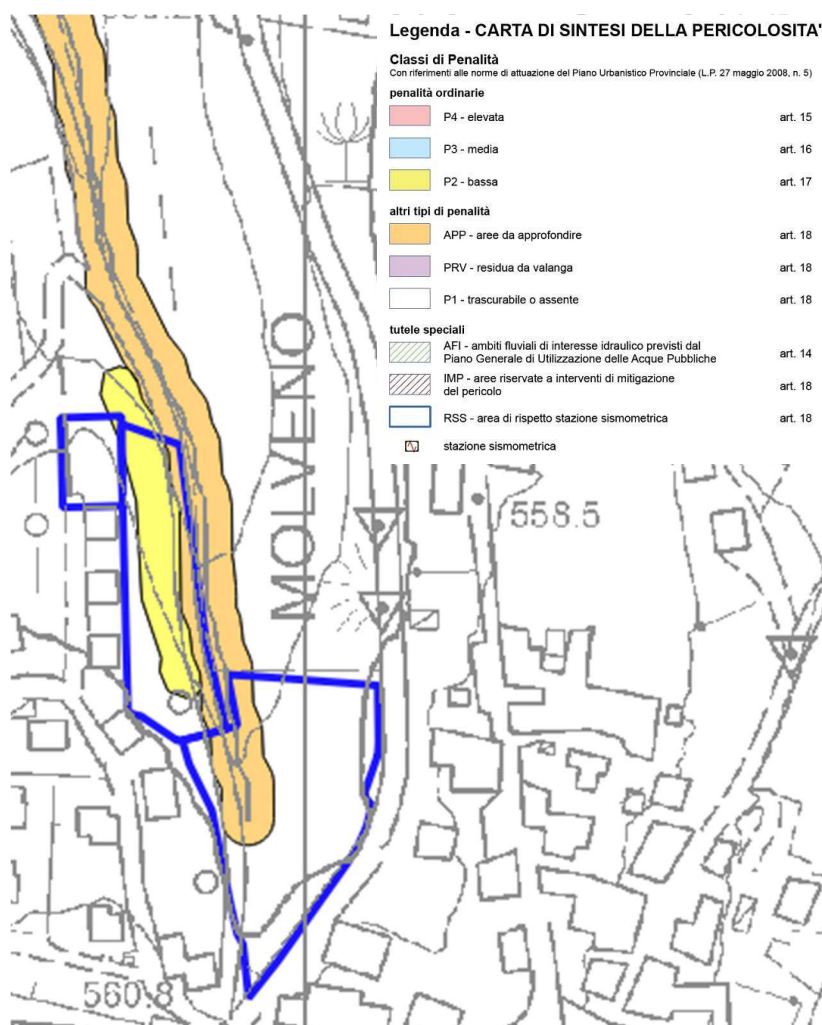 Legenda - CARTA DI SINTESI DELLA PERICOLOSITA'
Classi di Penalità
Con riferimenti alle norme di attuazione del Piano Urbanistico Provinciale (L.P. 27 maggio 2008, n. 5)
penalità ordinarie
P4 - elevata art. 15
P3 - media art. 16
P2 - bassa art. 17
altri tipi di penalità
APP - aree da approfondire art. 18
PRV - residua da valanga art. 18
P1 - trascurabile o assente art. 18
tutele speciali
AFI - ambiti fluviali di interesse idraulico previsti dal
Piano Generale di Utilizzazione delle Acque Pubbliche art. 14
IMP - aree riservate a interventi di mitigazione
del pericolo art. 18
RSS - area di rispetto stazione sismometrica art. 18
stazione sismometrica
MOLVENO
558.5
560.8